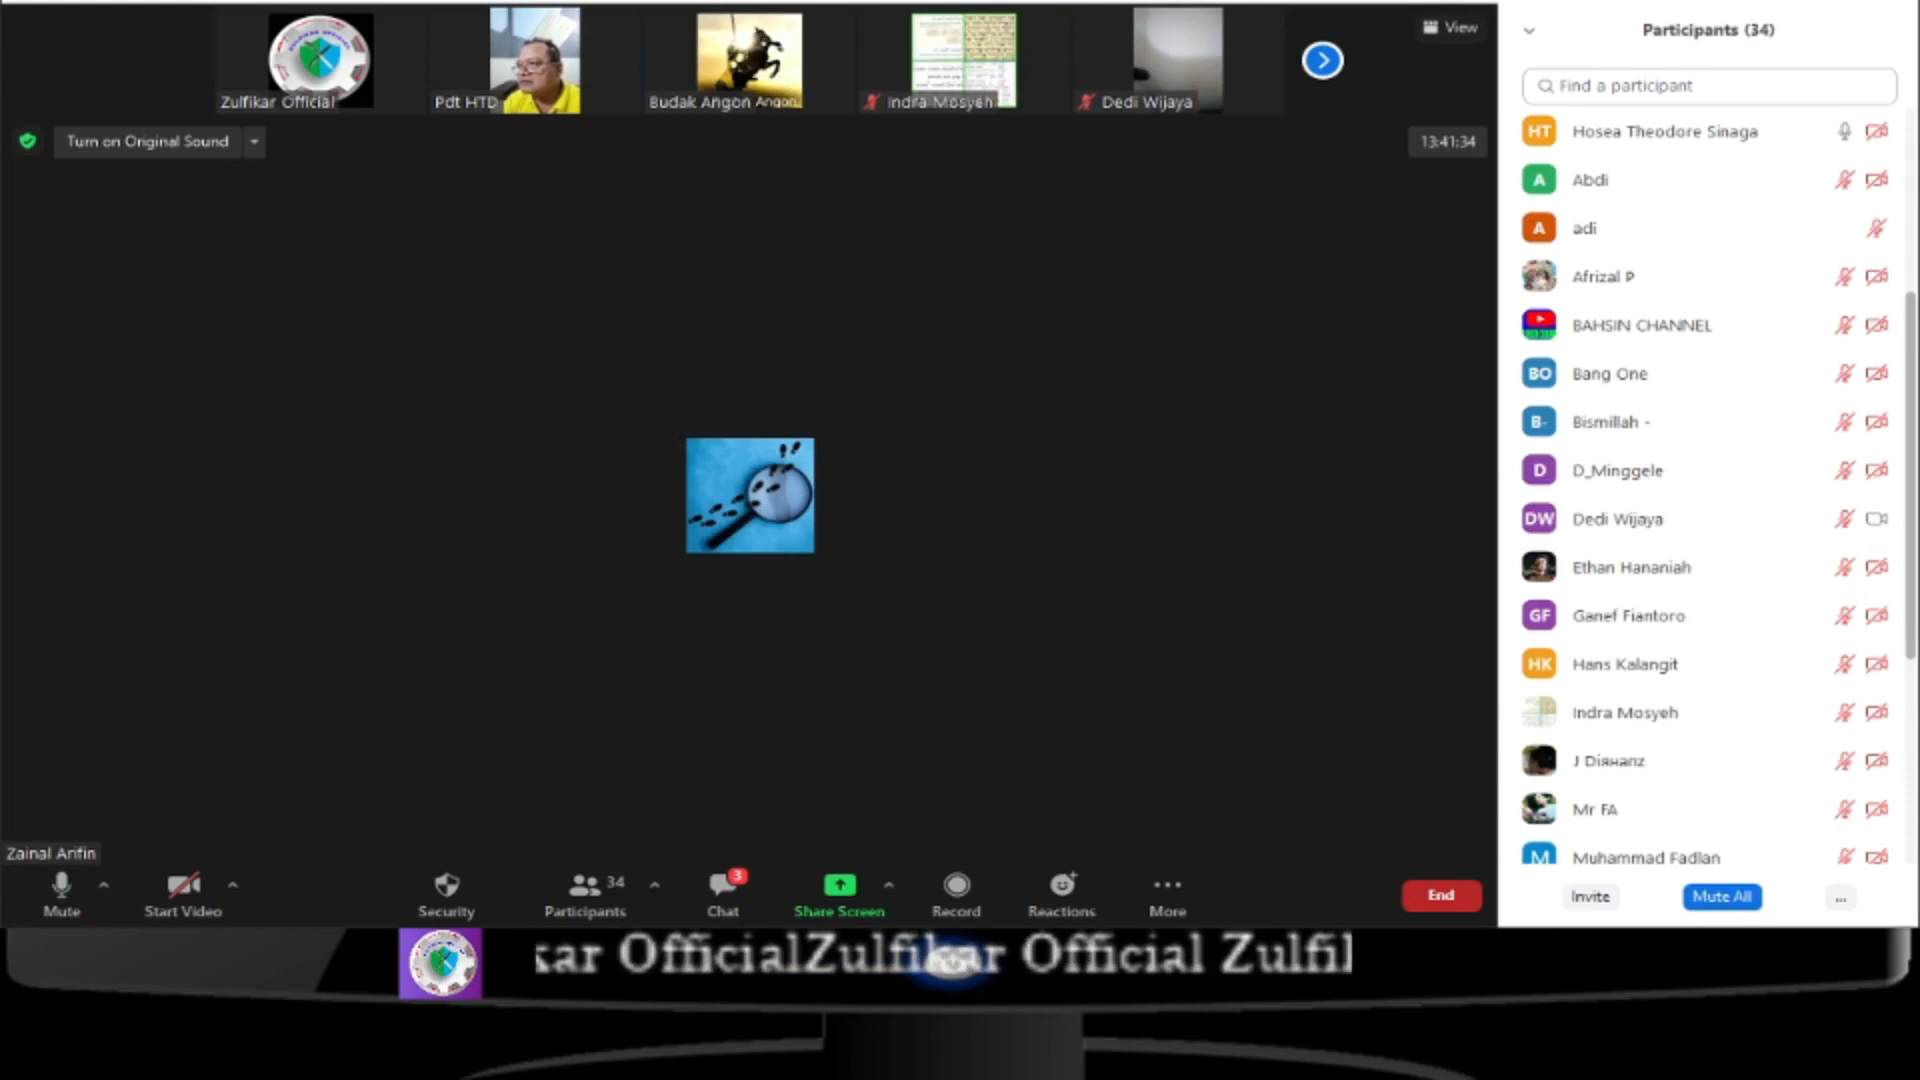 View
Zulfikar Official
Pdt HTD
Budak Angon Angon
Indra Mosyeh
Dedi Wijaya
Turn on Original Sound
13:41:34
Zainal Arifin
Mute
Start Video
Security
34
Participants
3
Chat
Share Screen
Record
Reactions
More
End
Participants (34)
Find a participant
HT Hosea Theodore Sinaga
A Abdi
A adi
Afrizal P
BAHSIN CHANNEL
BO Bang One
B- Bismillah -
D D_Minggele
DW Dedi Wijaya
Ethan Hananiah
GF Ganef Fiantoro
HK Hans Kalangit
Indra Mosyeh
Mr FA
M Muhammad Fadlan
Invite
Mute All
...
kar OfficialZulfikar Official Zulfil